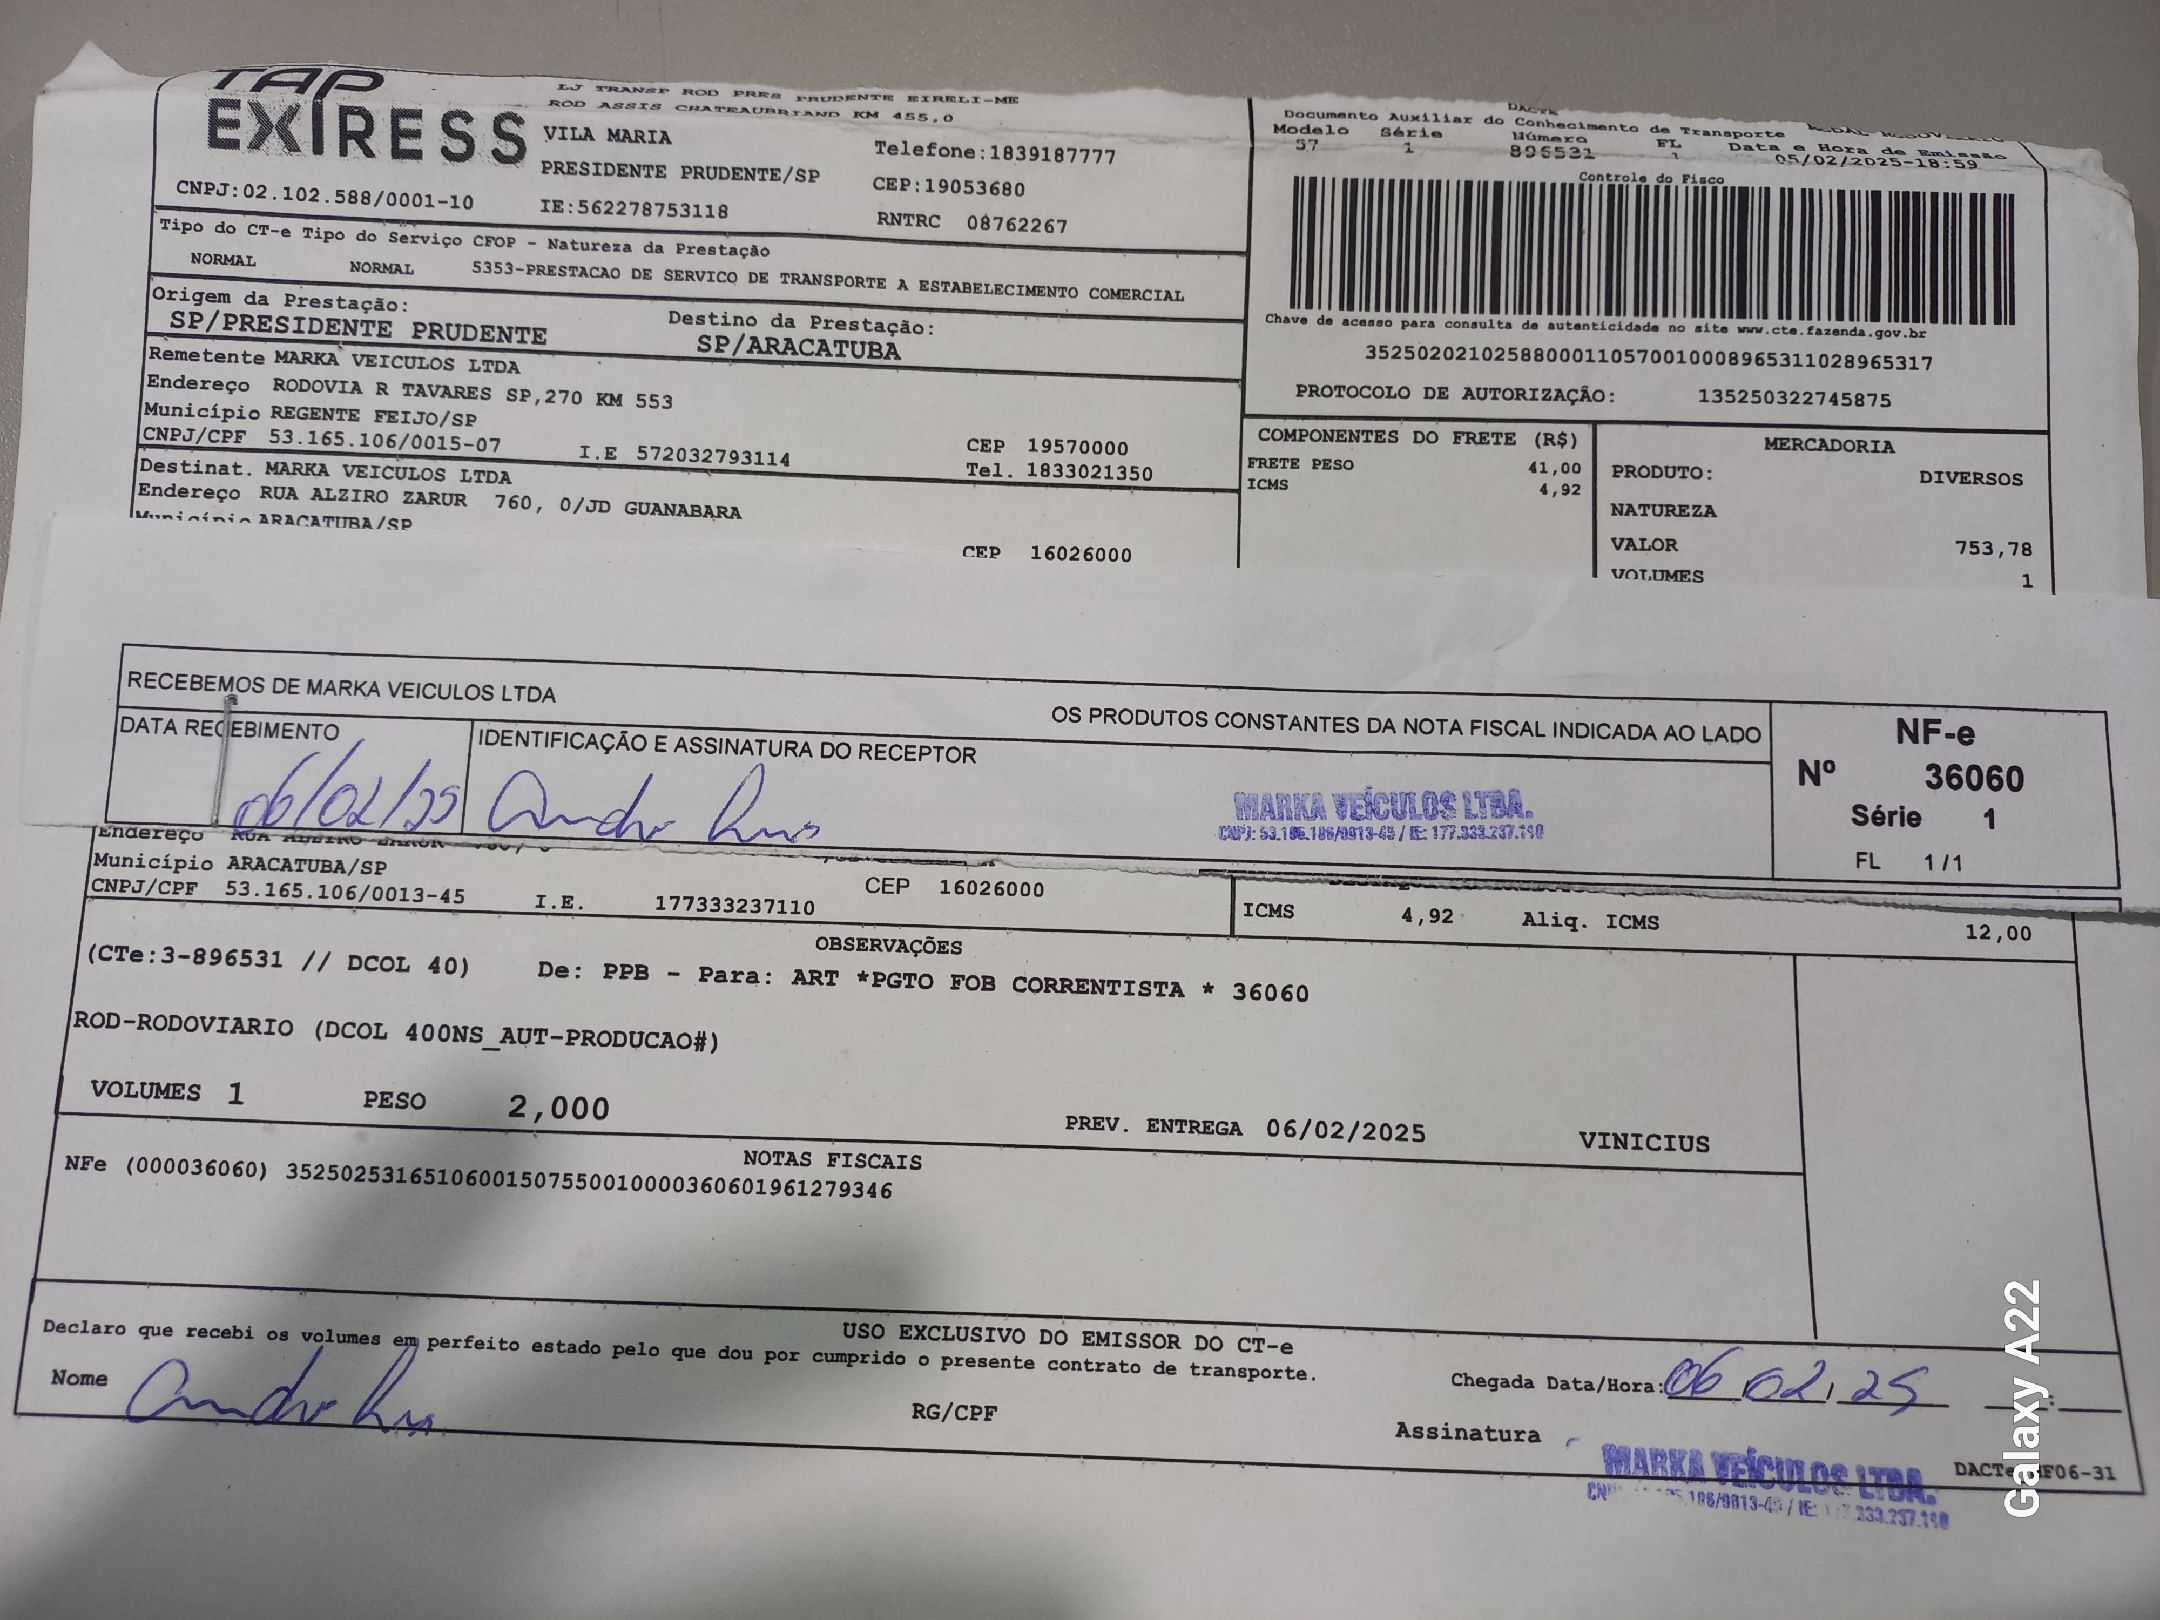 TAP
EXPRESS
LJ TRANSP ROD PRES PRUDENTE EIRELI-ME
ROD ASSIS CHATEAUBRIAND KM 455,0
VILA MARIA
Telefone:1839187777
PRESIDENTE PRUDENTE/SP
CEP:19053680
CNPJ:02.102.588/0001-10
IE:562278753118
RNTRC 08762267
DACTE
Documento Auxiliar do Conhecimento de Transporte
Modelo Série Número FL Data e Hora de Emissão
57 1 896531 1 05/02/2025-18:59
Controle do Fisco
Chave de acesso para consulta de autenticidade no site www.cte.fazenda.gov.br
35250202102588000110570010008965311028965317
PROTOCOLO DE AUTORIZAÇÃO: 135250322745875
Tipo do CT-e Tipo do Serviço CFOP - Natureza da Prestação
NORMAL NORMAL 5353-PRESTACAO DE SERVICO DE TRANSPORTE A ESTABELECIMENTO COMERCIAL
Origem da Prestação: Destino da Prestação:
SP/PRESIDENTE PRUDENTE SP/ARACATUBA
Remetente MARKA VEICULOS LTDA
Endereço RODOVIA R TAVARES SP,270 KM 553
Município REGENTE FEIJO/SP CEP 19570000
CNPJ/CPF 53.165.106/0015-07 I.E 572032793114 Tel. 1833021350
Destinat. MARKA VEICULOS LTDA
Endereço RUA ALZIRO ZARUR 760, 0/JD GUANABARA
Município ARACATUBA/SP CEP 16026000
COMPONENTES DO FRETE (R$)
FRETE PESO 41,00
ICMS 4,92
MERCADORIA
PRODUTO: DIVERSOS
NATUREZA
VALOR 753,78
VOLUMES 1
RECEBEMOS DE MARKA VEICULOS LTDA OS PRODUTOS CONSTANTES DA NOTA FISCAL INDICADA AO LADO
DATA RECEBIMENTO IDENTIFICAÇÃO E ASSINATURA DO RECEPTOR
06/02/25
MARKA VEÍCULOS LTDA.
NF-e
Nº 36060
Série 1
FL 1/1
Endereço RUA ALZIRO ZARUR
Município ARACATUBA/SP CEP 16026000
CNPJ/CPF 53.165.106/0013-45 I.E. 177333237110
ICMS 4,92 Aliq. ICMS 12,00
OBSERVAÇÕES
(CTe:3-896531 // DCOL 40) De: PPB - Para: ART *PGTO FOB CORRENTISTA * 36060
ROD-RODOVIARIO (DCOL 400NS_AUT-PRODUCAO#)
VOLUMES 1 PESO 2,000 PREV. ENTREGA 06/02/2025 VINICIUS
NOTAS FISCAIS
NFe (000036060) 35250253165106001507550010000360601961279346
USO EXCLUSIVO DO EMISSOR DO CT-e
Declaro que recebi os volumes em perfeito estado pelo que dou por cumprido o presente contrato de transporte.
Nome RG/CPF
Chegada Data/Hora: 06 02 25
Assinatura
MARKA VEÍCULOS LTDA.
Galaxy A22